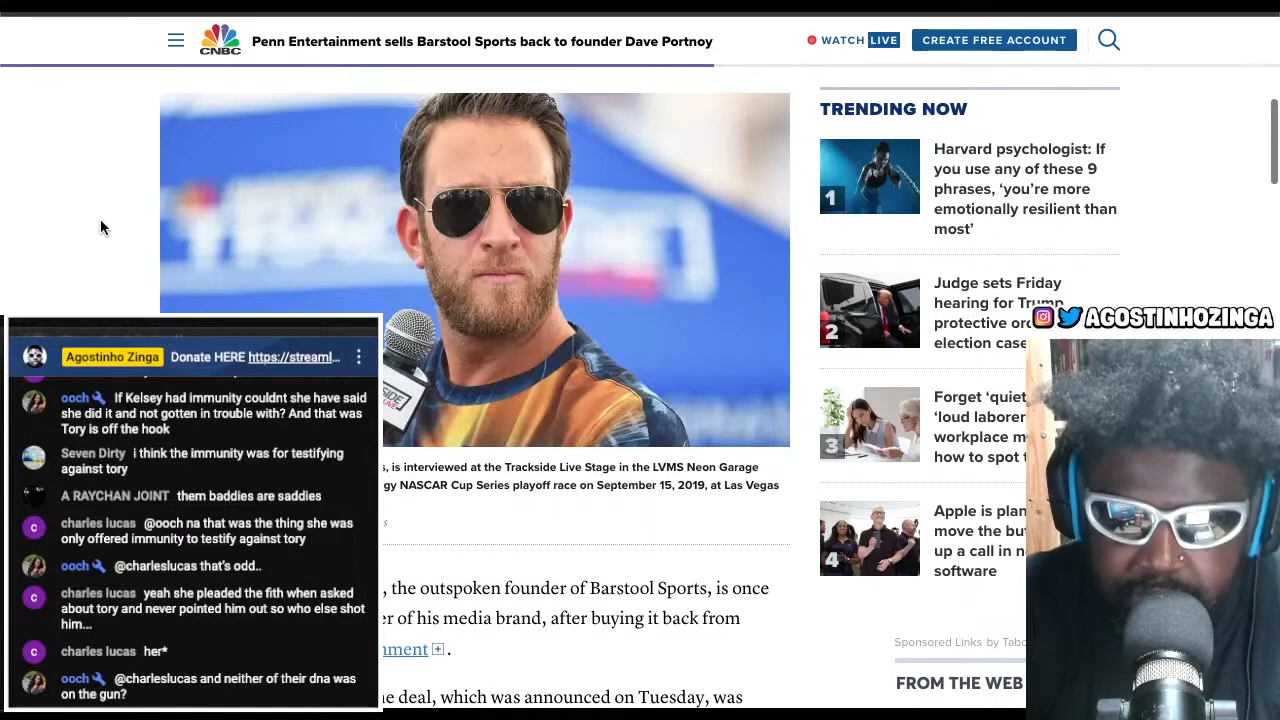 CNBC
Penn Entertainment sells Barstool Sports back to founder Dave Portnoy
WATCH LIVE
CREATE FREE ACCOUNT
TRENDING NOW
1
Harvard psychologist: If
you use any of these 9
phrases, ‘you’re more
emotionally resilient than
most’
2
Judge sets Friday
hearing for Trump
protective
election case
3
Forget ‘quiet
‘loud laborer
workplace
how to spot
4
Apple is plan
move the
up a call in
software
Sponsored Links by
FROM THE WEB
AGOSTINHOZINGA
s, is interviewed at the Trackside Live Stage in the LVMS Neon Garage
gy NASCAR Cup Series playoff race on September 15, 2019, at Las Vegas
s
, the outspoken founder of Barstool Sports, is once
er of his media brand, after buying it back from
nment .
e deal, which was announced on Tuesday, was
Agostinho Zinga Donate HERE https://streaml...
ooch If Kelsey had immunity couldnt she have said
she did it and not gotten in trouble with? And that was
Tory is off the hook
Seven Dirty i think the immunity was for testifying
against tory
A RAYCHAN JOINT them baddies are saddies
c charles lucas @ooch na that was the thing she was
only offered immunity to testify against tory
ooch @charleslucas that's odd..
c charles lucas yeah she pleaded the fith when asked
about tory and never pointed him out so who else shot
him...
c charles lucas her*
ooch @charleslucas and neither of their dna was
on the gun?